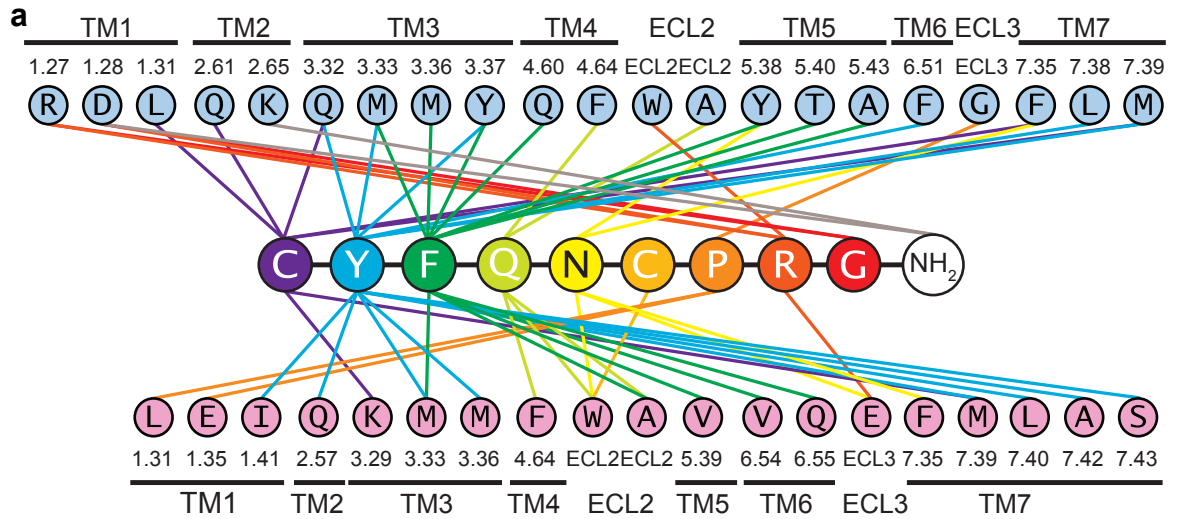 a
TM1 TM2 TM3 TM4 ECL2 TM5 TM6 ECL3 TM7
1.27 1.28 1.31 2.61 2.65 3.32 3.33 3.36 3.37 4.60 4.64 ECL2 ECL2 5.38 5.40 5.43 6.51 ECL3 7.35 7.38 7.39
R D L Q K Q M M Y Q F W A Y T A F G F L M
C Y F Q N C P R G NH2
L E I Q K M M F W A V V Q E F M L A S
1.31 1.35 1.41 2.57 3.29 3.33 3.36 4.64 ECL2 ECL2 5.39 6.54 6.55 ECL3 7.35 7.39 7.40 7.42 7.43
TM1 TM2 TM3 TM4 ECL2 TM5 TM6 ECL3 TM7